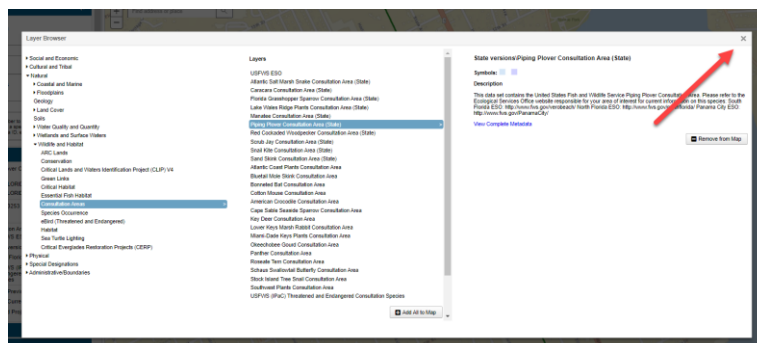 Find address or place
Layer Browser
Social and Economic
Cultural and Tribal
Natural
Coastal and Marine
Floodplains
Geology
Land Cover
Soils
Water Quality and Quantity
Wetlands and Surface Waters
Wildlife and Habitat
ARC Lands
Conservation
Critical Lands and Waters Identification Project (CLIP) V4
Green Links
Critical Habitat
Essential Fish Habitat
Consultation Areas
Species Occurrence
eBird (Threatened and Endangered)
Habitat
Sea Turtle Lighting
Critical Everglades Restoration Projects (CERP)
Physical
Special Designations
Administrative/Boundaries
Layers
USFWS ESO
Atlantic Salt Marsh Snake Consultation Area (State)
Caracara Consultation Area (State)
Florida Grasshopper Sparrow Consultation Area (State)
Lake Wales Ridge Plants Consultation Area (State)
Manatee Consultation Area (State)
Piping Plover Consultation Area (State)
Red Cockaded Woodpecker Consultation Area (State)
Scrub Jay Consultation Area (State)
Snail Kite Consultation Area (State)
Sand Skink Consultation Area (State)
Atlantic Coast Plants Consultation Area
Bluetail Mole Skink Consultation Area
Bonneted Bat Consultation Area
Cotton Mouse Consultation Area
American Crocodile Consultation Area
Cape Sable Seaside Sparrow Consultation Area
Key Deer Consultation Area
Lower Keys Marsh Rabbit Consultation Area
Miami-Dade Keys Plants Consultation Area
Okeechobee Gourd Consultation Area
Panther Consultation Area
Roseate Tern Consultation Area
Schaus Swallowtail Butterfly Consultation Area
Stock Island Tree Snail Consultation Area
Southwest Plants Consultation Area
USFWS (IPaC) Threatened and Endangered Consultation Species
Add All to Map
State versions\Piping Plover Consultation Area (State)
Symbols:
Description
This data set contains the United States Fish and Wildlife Service Piping Plover Consultation Area. Please refer to the
Ecological Services Office website responsible for your area of interest for current information on this species. South
Florida ESO: http://www.fws.gov/verobeach/ North Florida ESO: http://www.fws.gov/northflorida/ Panama City ESO:
http://www.fws.gov/PanamaCity/
View Complete Metadata
Remove from Map